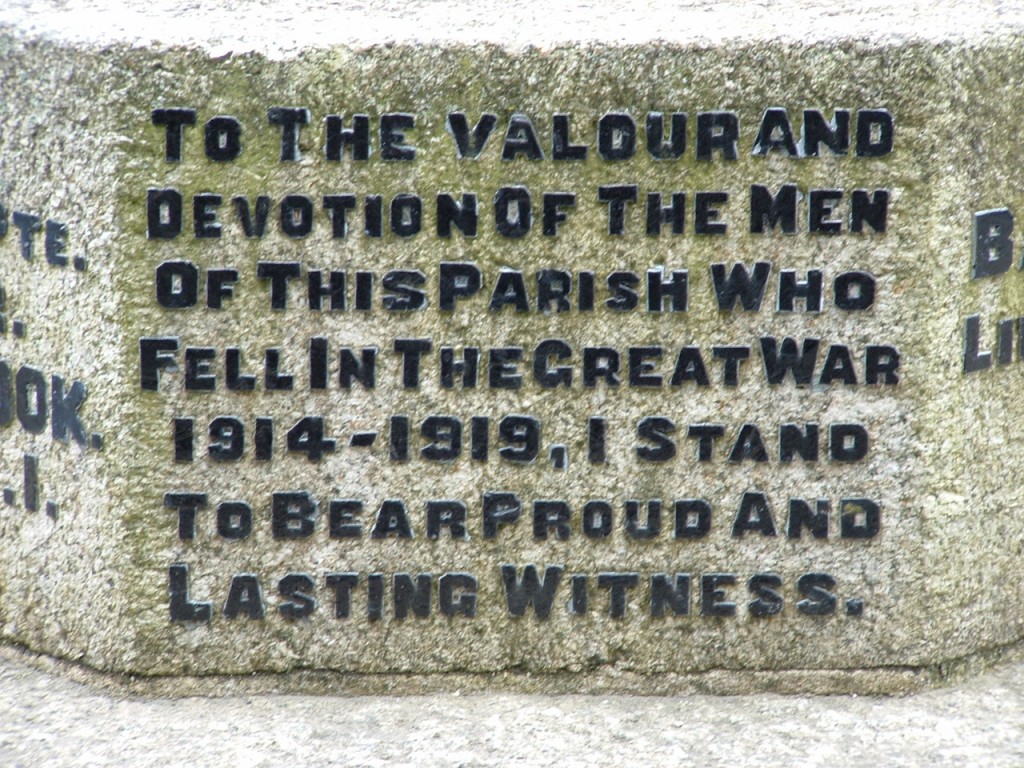 TO THE VALOUR AND
DEVOTION OF THE MEN
OF THIS PARISH WHO
FELL IN THE GREAT WAR
1914-1919, I STAND
TO BEAR PROUD AND
LASTING WITNESS.
PTE.